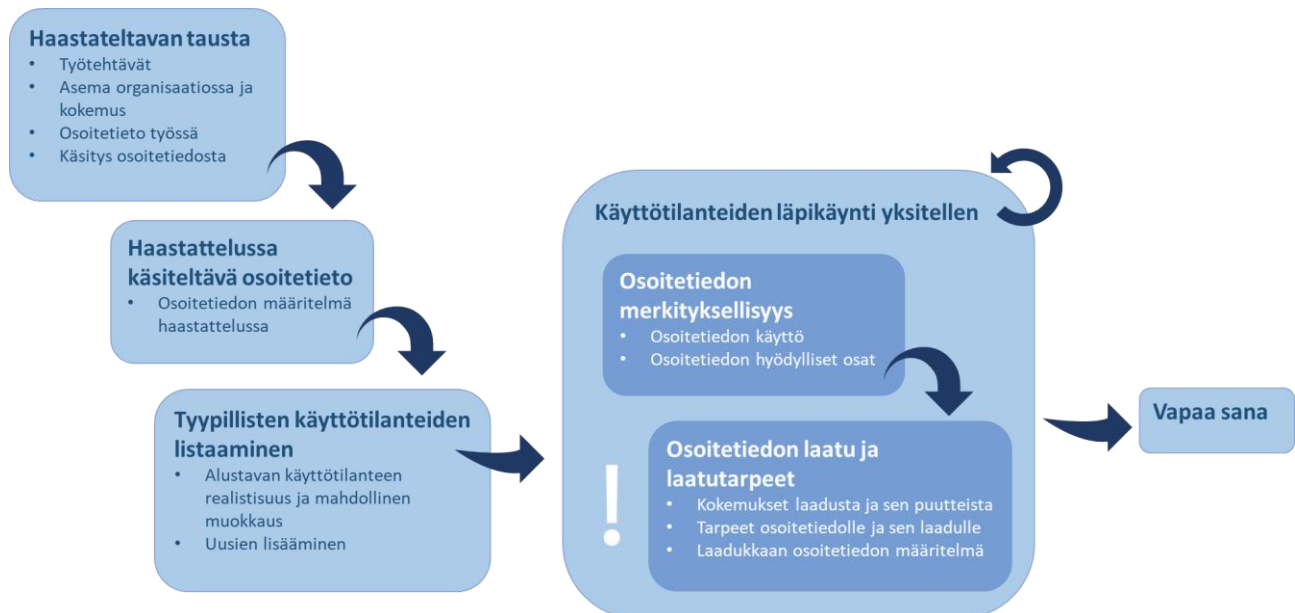 Haastateltavan tausta
• Työtehtävät
• Asema organisaatiossa ja
kokemus
• Osoitetieto työssä
• Käsitys osoitetiedosta
Haastattelussa
käsiteltävä osoitetieto
• Osoitetiedon määritelmä
haastattelussa
Tyypillisten käyttötilanteiden
listaaminen
• Alustavan käyttötilanteen
realistisuus ja mahdollinen
muokkaus
• Uusien lisääminen
Käyttötilanteiden läpikäynti yksitellen
Osoitetiedon
merkityksellisyys
• Osoitetiedon käyttö
• Osoitetiedon hyödylliset osat
!
Osoitetiedon laatu ja
laatutarpeet
• Kokemukset laadusta ja sen puutteista
• Tarpeet osoitetiedolle ja sen laadulle
• Laadukkaan osoitetiedon määritelmä
Vapaa sana